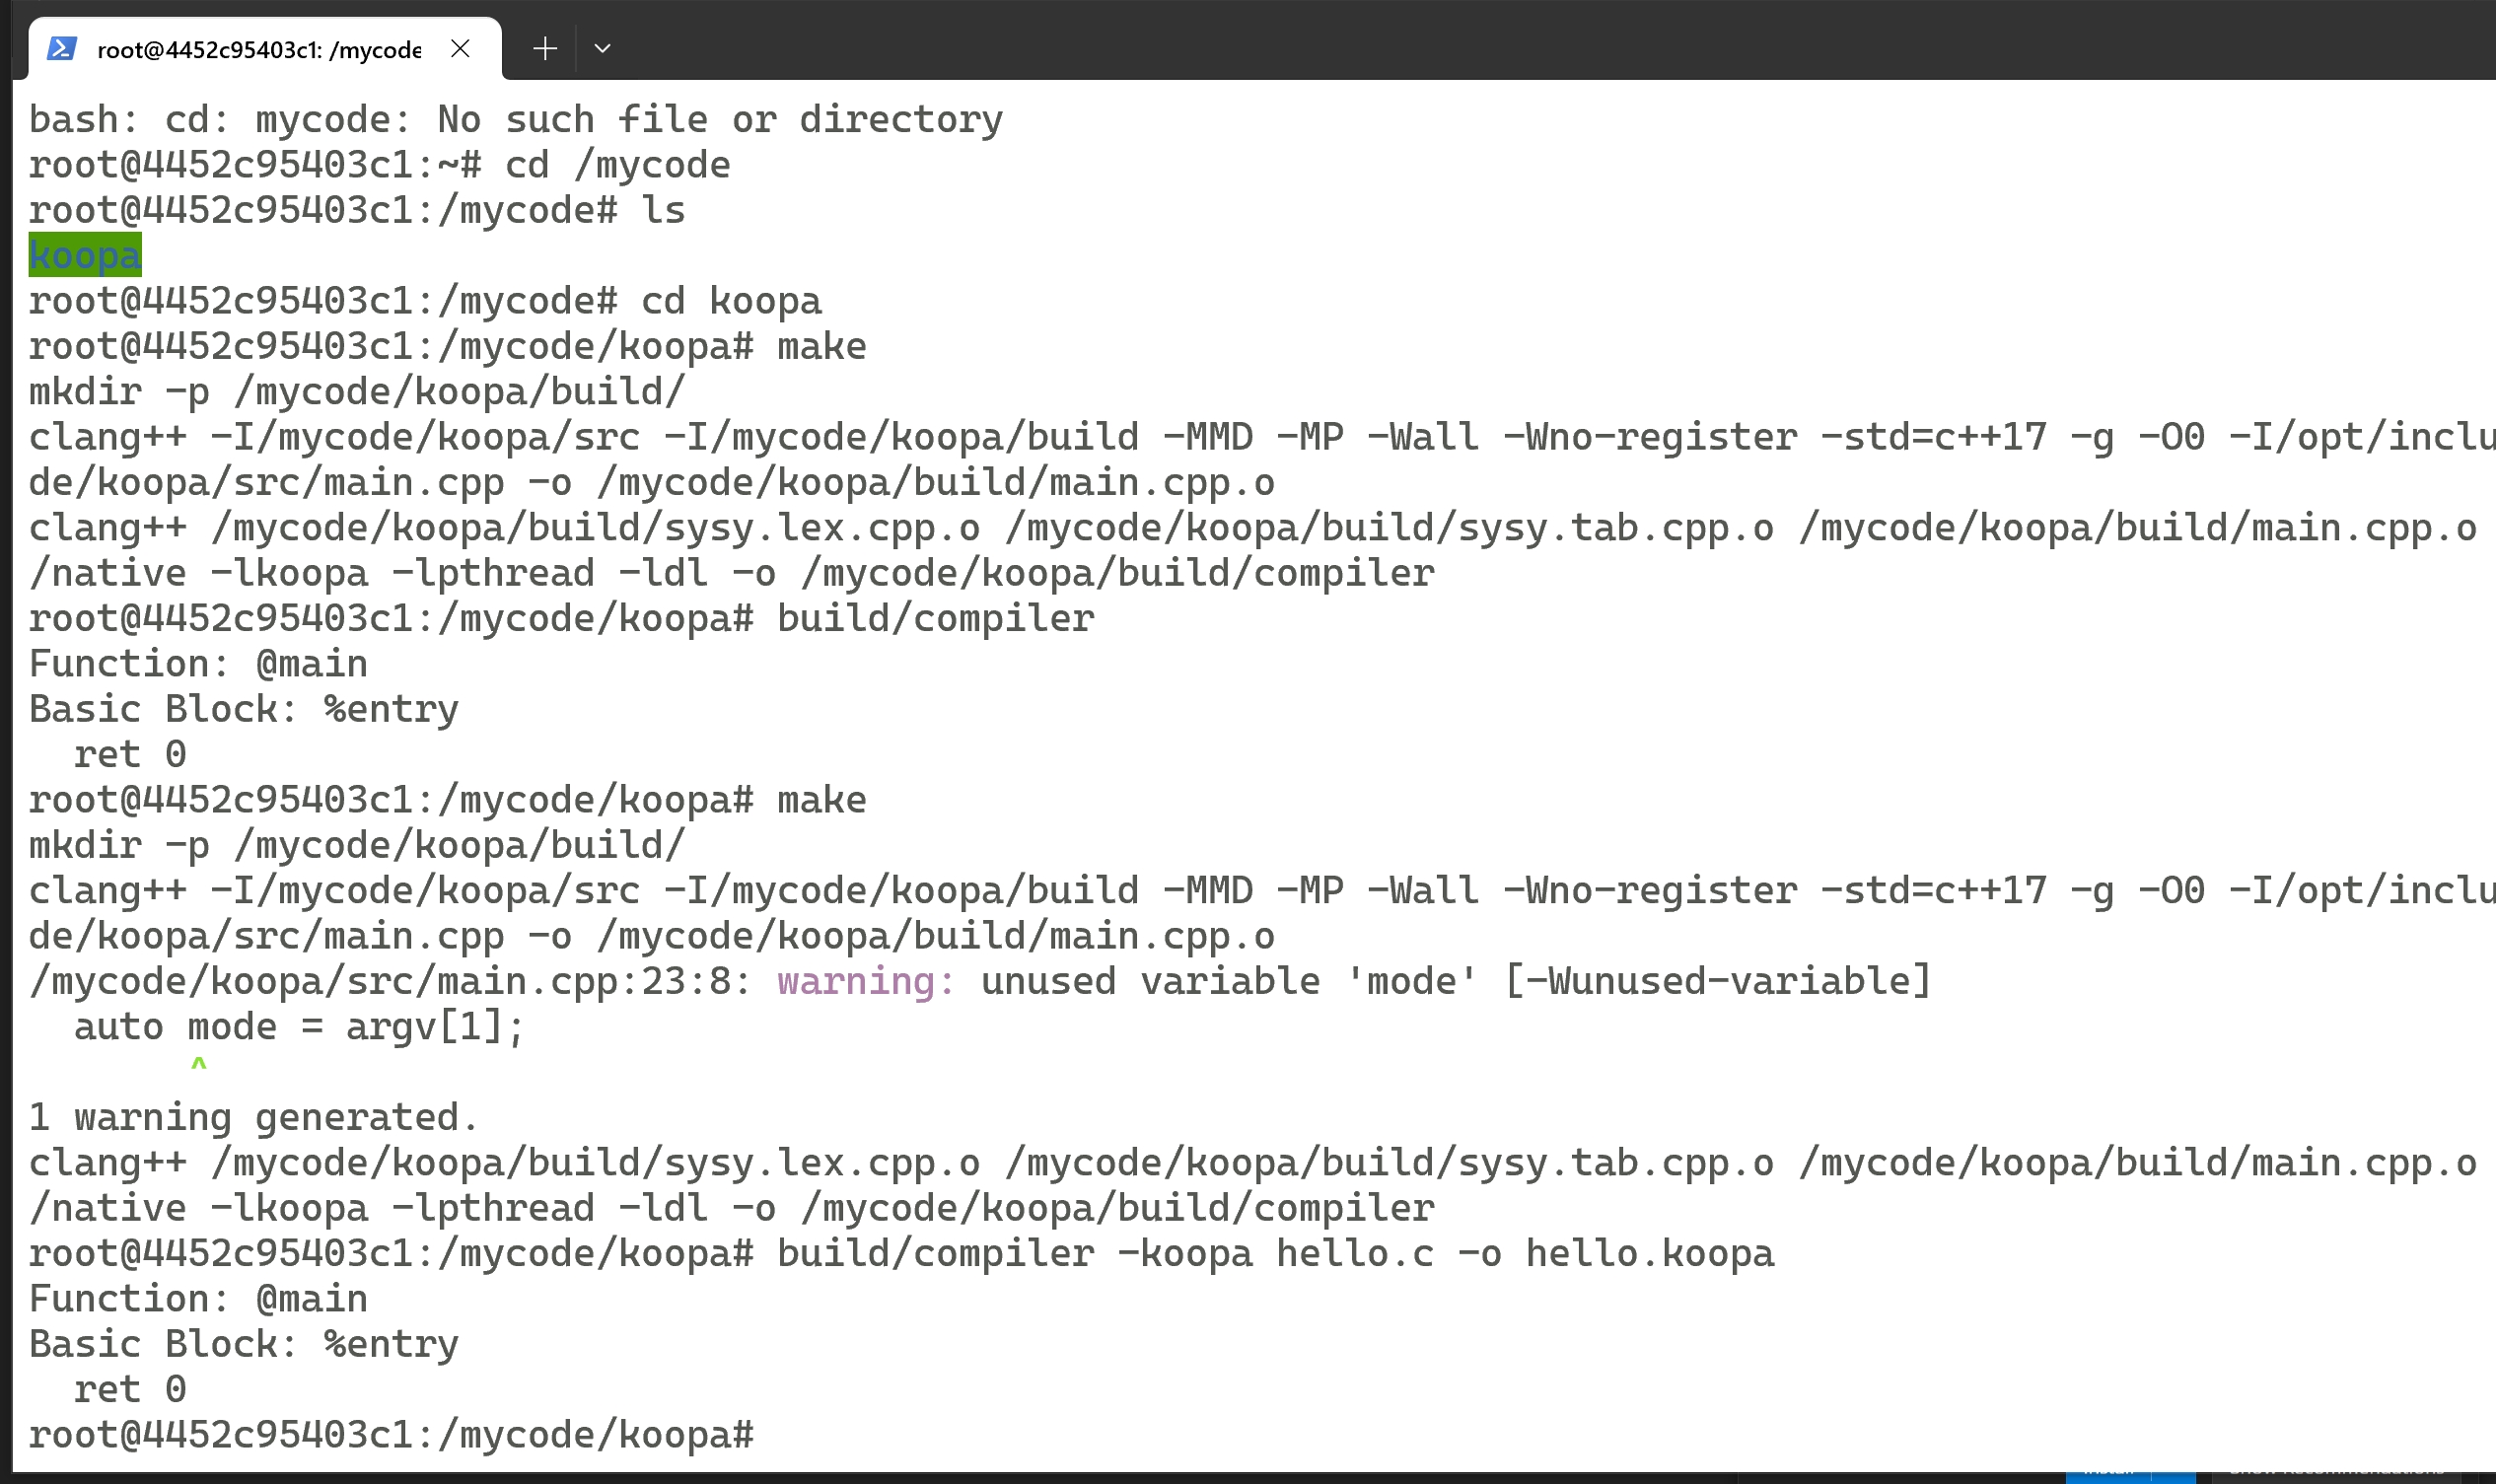 root@4452c95403c1: /mycode
bash: cd: mycode: No such file or directory
root@4452c95403c1:~# cd /mycode
root@4452c95403c1:/mycode# ls
koopa
root@4452c95403c1:/mycode# cd koopa
root@4452c95403c1:/mycode/koopa# make
mkdir -p /mycode/koopa/build/
clang++ -I/mycode/koopa/src -I/mycode/koopa/build -MMD -MP -Wall -Wno-register -std=c++17 -g -O0 -I/opt/inclu
de/koopa/src/main.cpp -o /mycode/koopa/build/main.cpp.o
clang++ /mycode/koopa/build/sysy.lex.cpp.o /mycode/koopa/build/sysy.tab.cpp.o /mycode/koopa/build/main.cpp.o
/native -lkoopa -lpthread -ldl -o /mycode/koopa/build/compiler
root@4452c95403c1:/mycode/koopa# build/compiler
Function: @main
Basic Block: %entry
  ret 0
root@4452c95403c1:/mycode/koopa# make
mkdir -p /mycode/koopa/build/
clang++ -I/mycode/koopa/src -I/mycode/koopa/build -MMD -MP -Wall -Wno-register -std=c++17 -g -O0 -I/opt/inclu
de/koopa/src/main.cpp -o /mycode/koopa/build/main.cpp.o
/mycode/koopa/src/main.cpp:23:8: warning: unused variable 'mode' [-Wunused-variable]
  auto mode = argv[1];
       ^
1 warning generated.
clang++ /mycode/koopa/build/sysy.lex.cpp.o /mycode/koopa/build/sysy.tab.cpp.o /mycode/koopa/build/main.cpp.o
/native -lkoopa -lpthread -ldl -o /mycode/koopa/build/compiler
root@4452c95403c1:/mycode/koopa# build/compiler -koopa hello.c -o hello.koopa
Function: @main
Basic Block: %entry
  ret 0
root@4452c95403c1:/mycode/koopa#